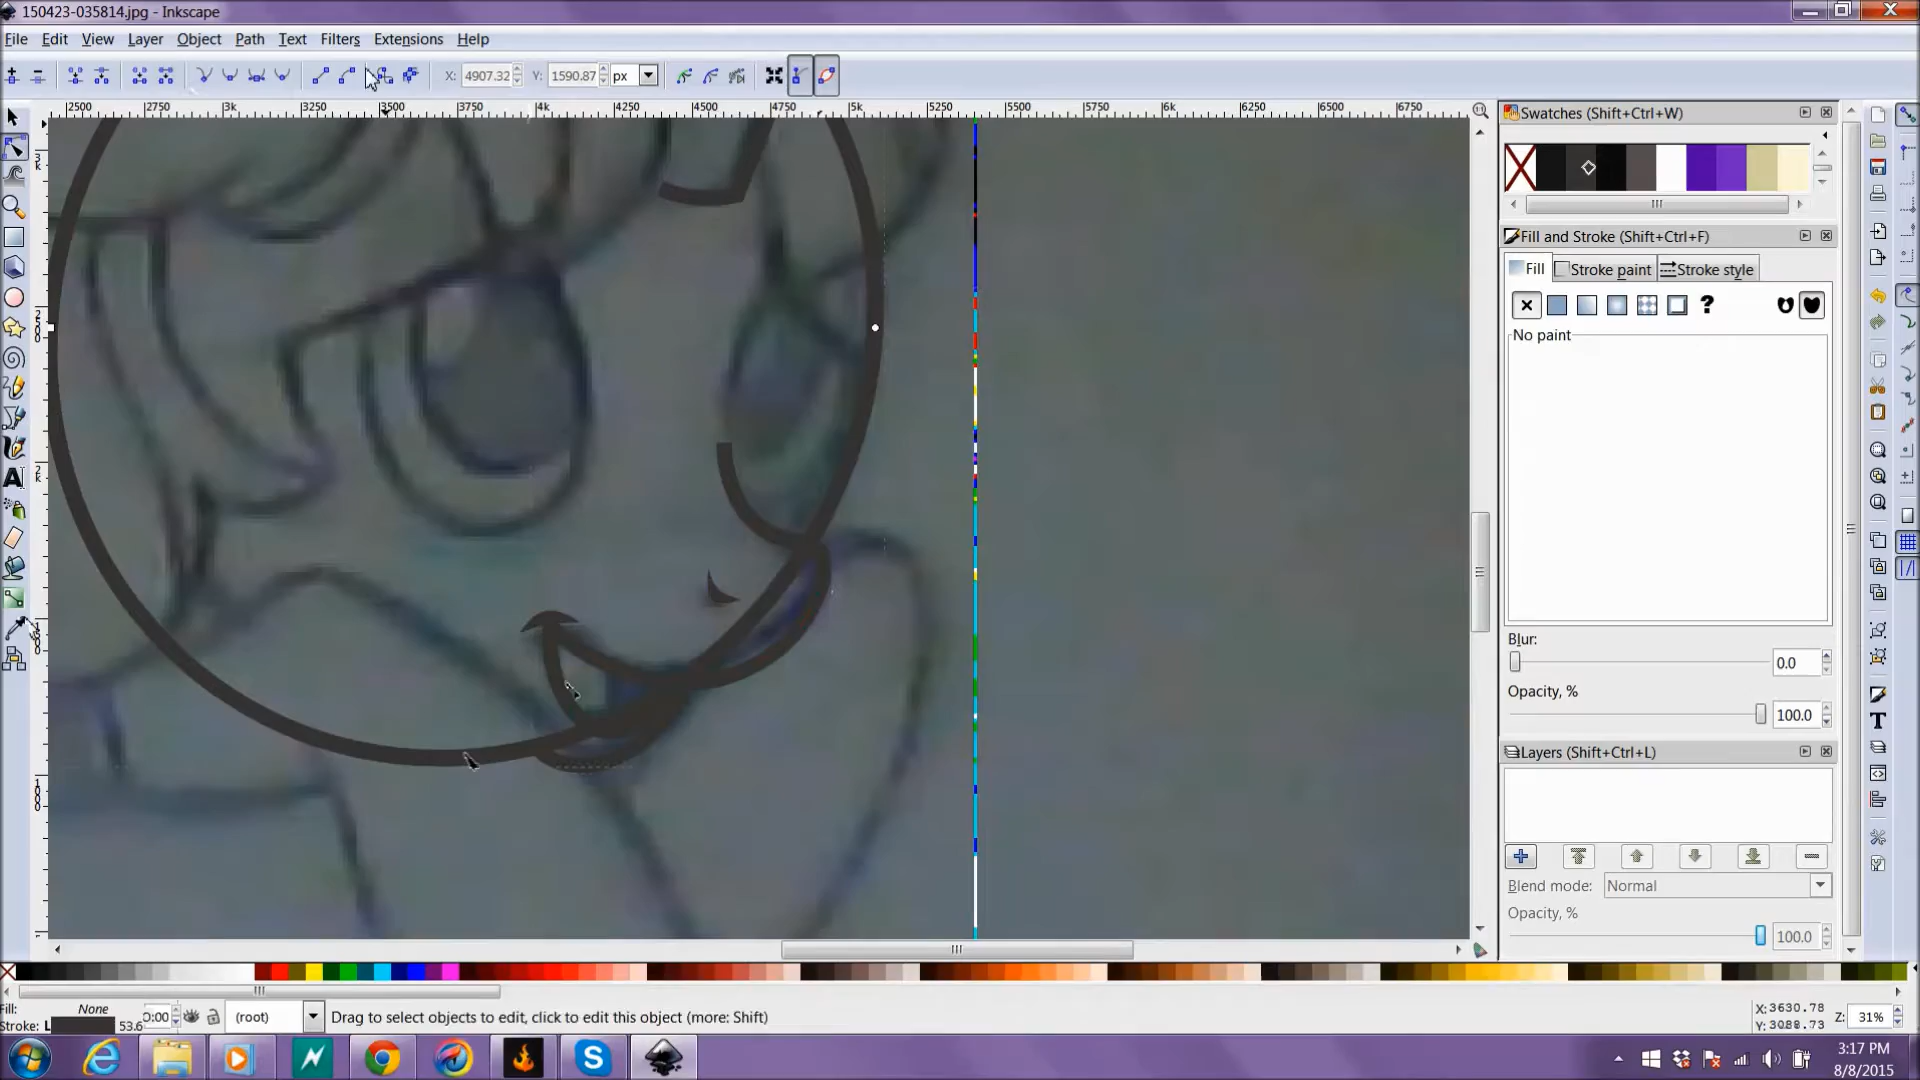 150423-035814.jpg - Inkscape
File Edit View Layer Object Path Text Filters Extensions Help
X: 4907.32 Y: 1590.87 px
2500 2750 3k 3250 3500 3750 4k 4250 4500 4750 5k 5250 5500 5750 6k 6250 6500 6750
Swatches (Shift+Ctrl+W)
Fill and Stroke (Shift+Ctrl+F)
Fill Stroke paint Stroke style
No paint
Blur:
0.0
Opacity, %
100.0
Layers (Shift+Ctrl+L)
Blend mode: Normal
Opacity, %
100.0
Fill: None
Stroke: 53.6
(root) Drag to select objects to edit, click to edit this object (more: Shift)
X: 3630.78
Y: 3088.73
Z: 31%
3:17 PM
8/8/2015